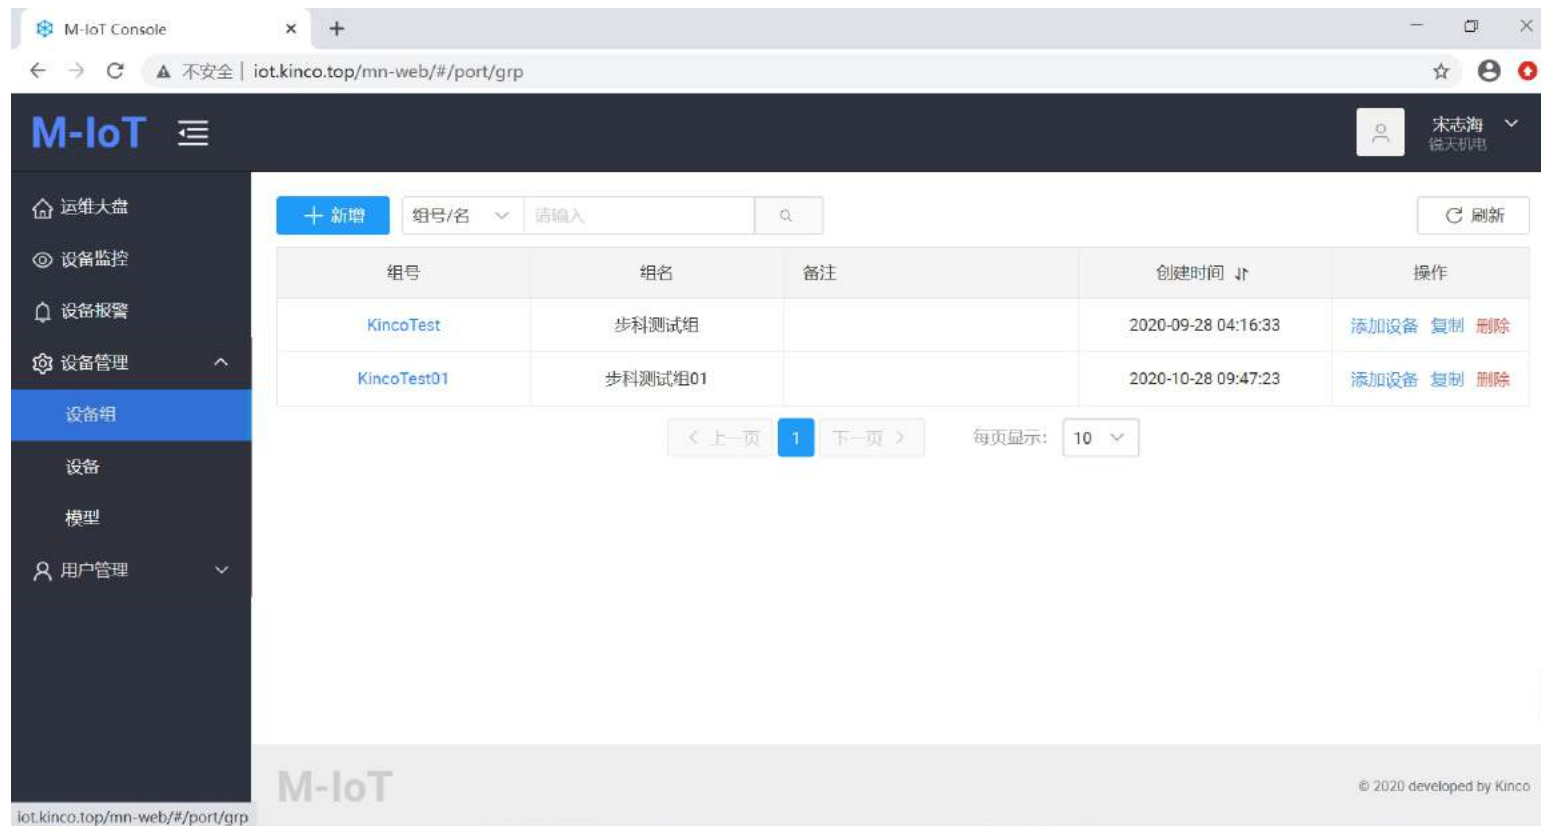 M-IoT Console
不安全 | iot.kinco.top/mn-web/#/port/grp
M-IoT
宋志海
锐天机电
运维大盘
设备监控
设备报警
设备管理
设备组
设备
模型
用户管理
新增 组号/名 请输入 刷新
组号 组名 备注 创建时间 操作
KincoTest 步科测试组 2020-09-28 04:16:33 添加设备 复制 删除
KincoTest01 步科测试组01 2020-10-28 09:47:23 添加设备 复制 删除
上一页 1 下一页 每页显示: 10
M-IoT
© 2020 developed by Kinco
iot.kinco.top/mn-web/#/port/grp